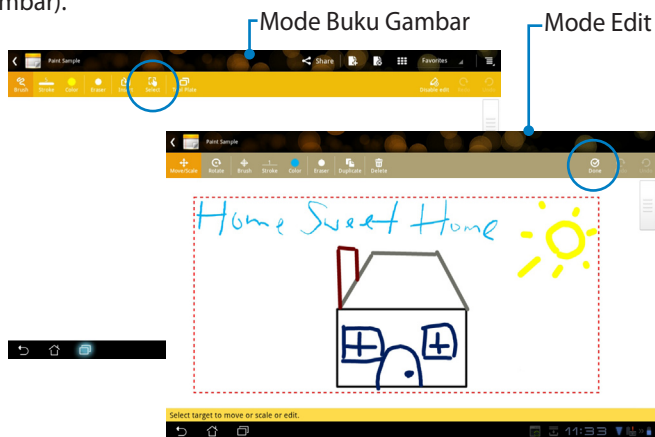 mbar).
Mode Buku Gambar
Mode Edit
Paint Sample
Share
Favorites
Brush Stroke Color Eraser Select Tool Plate
Disable edit
Paint Sample
Move/Scale Rotate Brush Stroke Color Eraser Duplicate Delete
Done
Home Sweet Home
Select target to move or scale or edit.
11:33